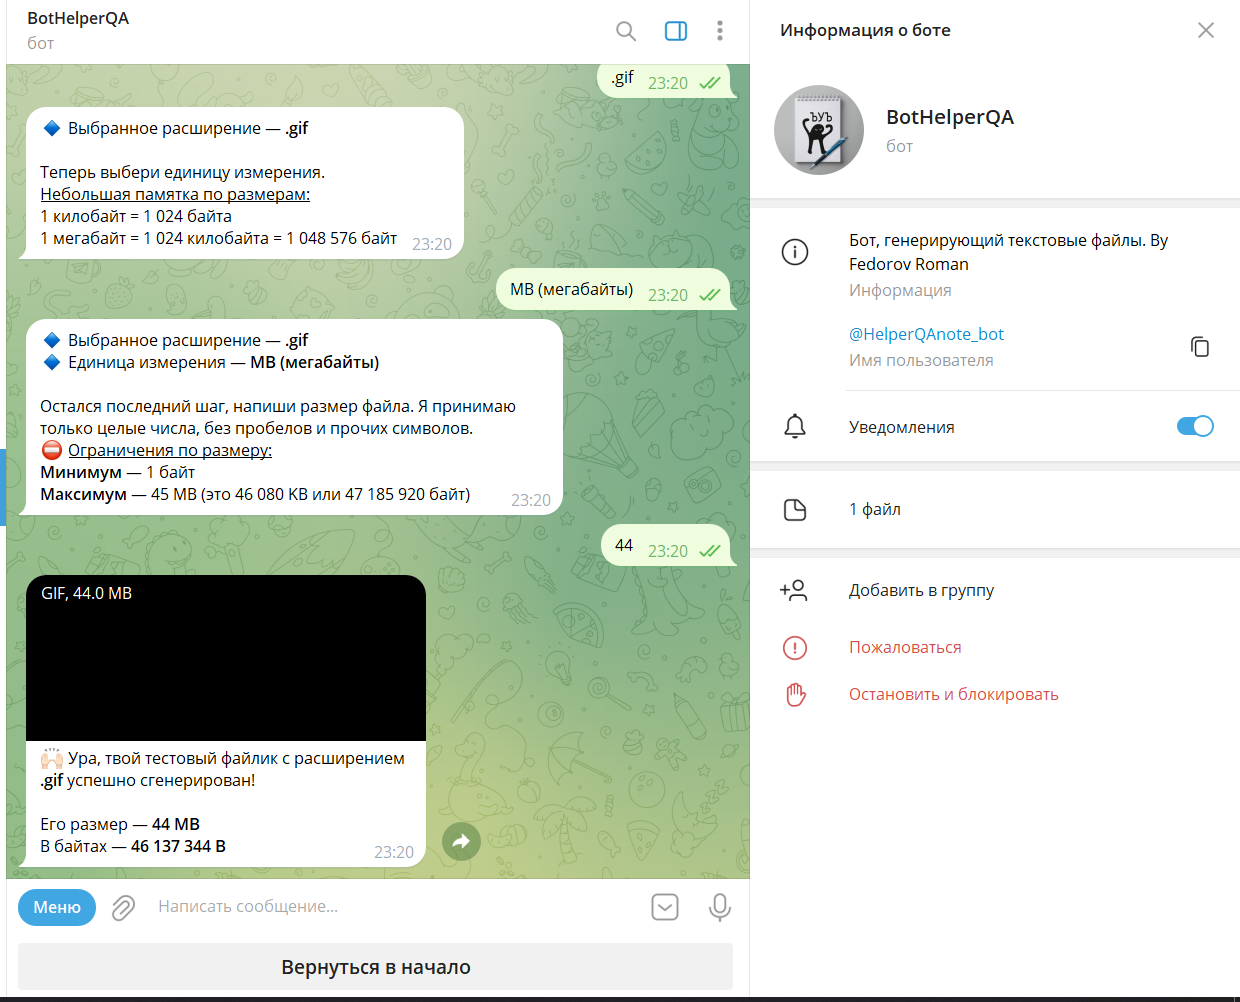 BotHelperQA
бот
.gif 23:20
🔷 Выбранное расширение — .gif
Теперь выбери единицу измерения.
Небольшая памятка по размерам:
1 килобайт = 1 024 байта
1 мегабайт = 1 024 килобайта = 1 048 576 байт 23:20
MB (мегабайты) 23:20
🔷 Выбранное расширение — .gif
🔷 Единица измерения — MB (мегабайты)
Остался последний шаг, напиши размер файла. Я принимаю
только целые числа, без пробелов и прочих символов.
⛔ Ограничения по размеру:
Минимум — 1 байт
Максимум — 45 MB (это 46 080 KB или 47 185 920 байт) 23:20
44 23:20
GIF, 44.0 MB
🙌🏻 Ура, твой тестовый файлик с расширением
.gif успешно сгенерирован!
Его размер — 44 MB
В байтах — 46 137 344 B 23:20
Меню
Написать сообщение...
Вернуться в начало
Информация о боте
ЪУЪ
BotHelperQA
бот
Бот, генерирующий текстовые файлы. By
Fedorov Roman
Информация
@HelperQAnote_bot
Имя пользователя
Уведомления
1 файл
Добавить в группу
Пожаловаться
Остановить и блокировать